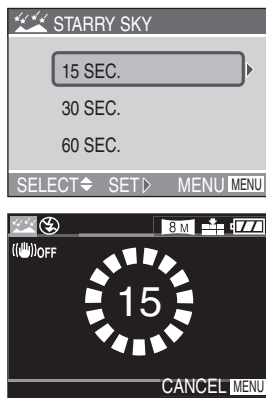 STARRY SKY
15 SEC.
30 SEC.
60 SEC.
SELECT SET MENU MENU
8M
OFF
15
CANCEL MENU